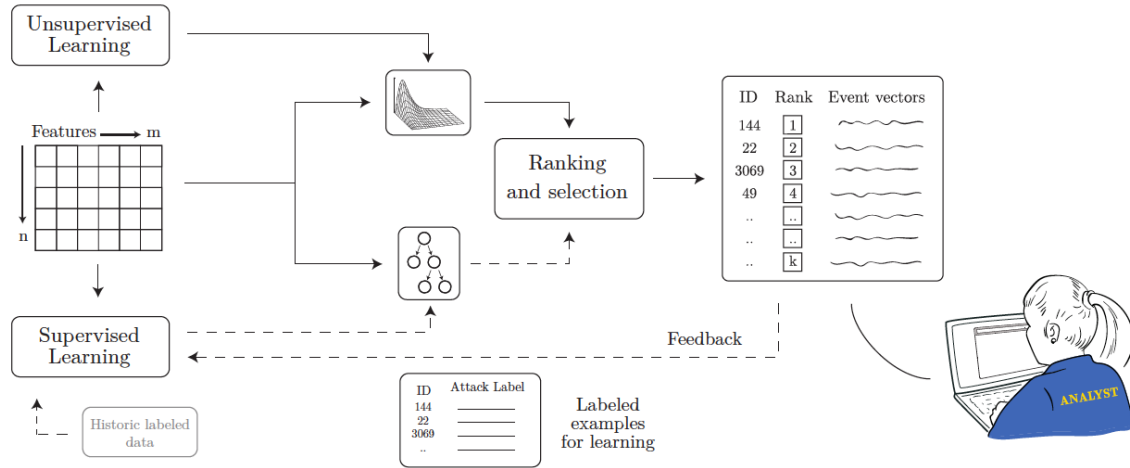 Unsupervised
Learning
Features m
n
Supervised
Learning
Historic labeled
data
Ranking
and selection
ID Rank Event vectors
144 1
22 2
3069 3
49 4
.. ..
.. ..
.. k
Feedback
ID Attack Label
144
22
3069
..
Labeled
examples
for learning
ANALYST